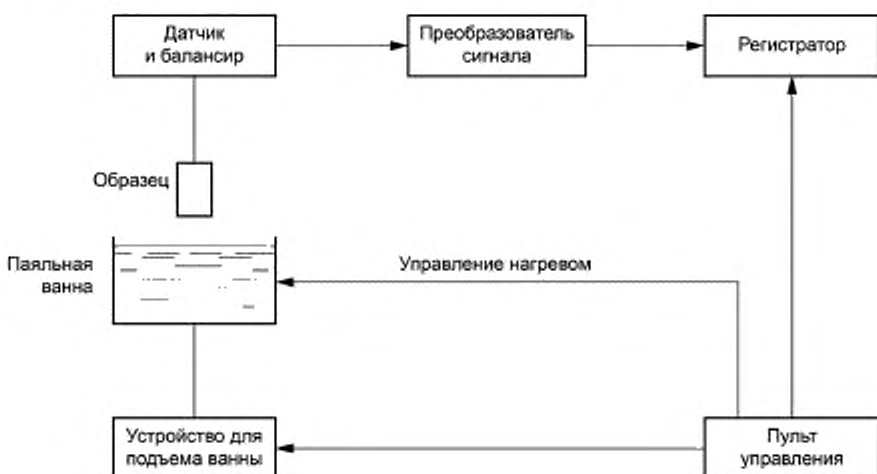 Датчик
и балансир
Преобразователь
сигнала
Регистратор
Образец
Паяльная
ванна
Управление нагревом
Устройство для
подъема ванны
Пульт
управления